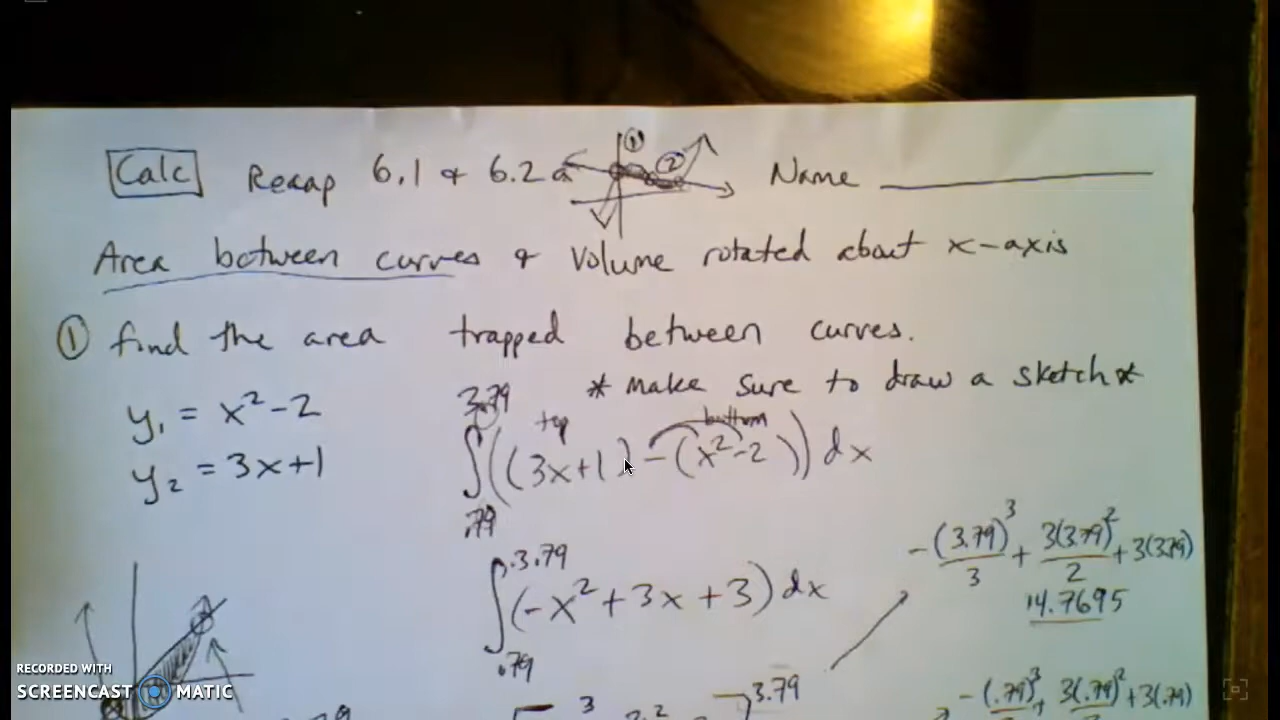 Calc Recap 6.1 & 6.2a ① ② Name
Area between curves & Volume rotated about x-axis
① find the area trapped between curves.
* Make sure to draw a sketch *
y₁ = x² - 2
y₂ = 3x+1
3.79 top bottom
∫((3x+1) - (x²-2)) dx
.79
3.79
∫(-x² + 3x + 3) dx
.79
-(3.79)³/3 + 3(3.79)²/2 + 3(3.79)
14.7695
3.79
-(.79)³ + 3(.79)² + 3(.79)
RECORDED WITH
SCREENCAST MATIC